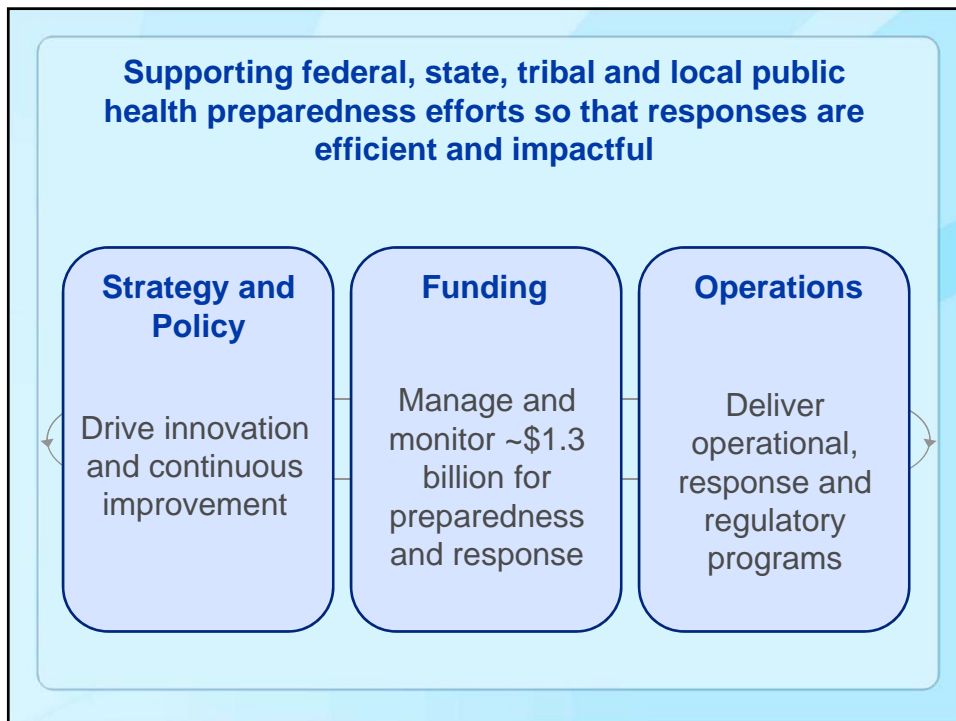 Supporting federal, state, tribal and local public
health preparedness efforts so that responses are
efficient and impactful
Strategy and
Policy
Drive innovation
and continuous
improvement
Funding
Manage and
monitor ~$1.3
billion for
preparedness
and response
Operations
Deliver
operational,
response and
regulatory
programs